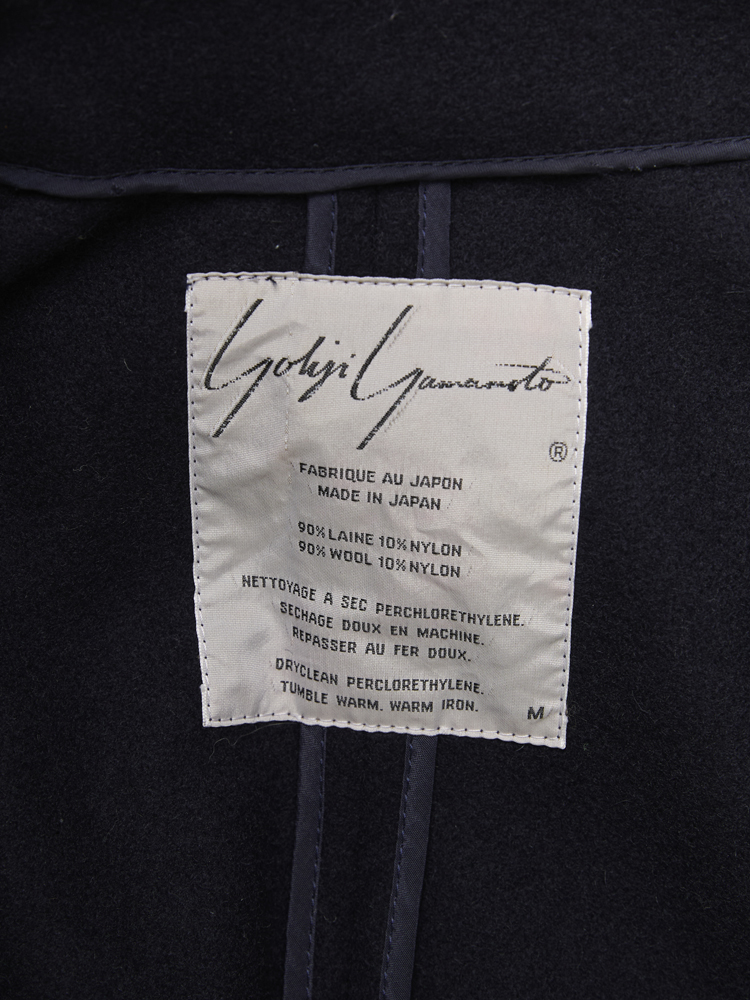 Yohji Yamamoto
®
FABRIQUE AU JAPON
MADE IN JAPAN
90% LAINE 10% NYLON
90% WOOL 10% NYLON
NETTOYAGE A SEC PERCHLORETHYLENE.
SECHAGE DOUX EN MACHINE.
REPASSER AU FER DOUX.
DRYCLEAN PERCLORETHYLENE.
TUMBLE WARM. WARM IRON.
M